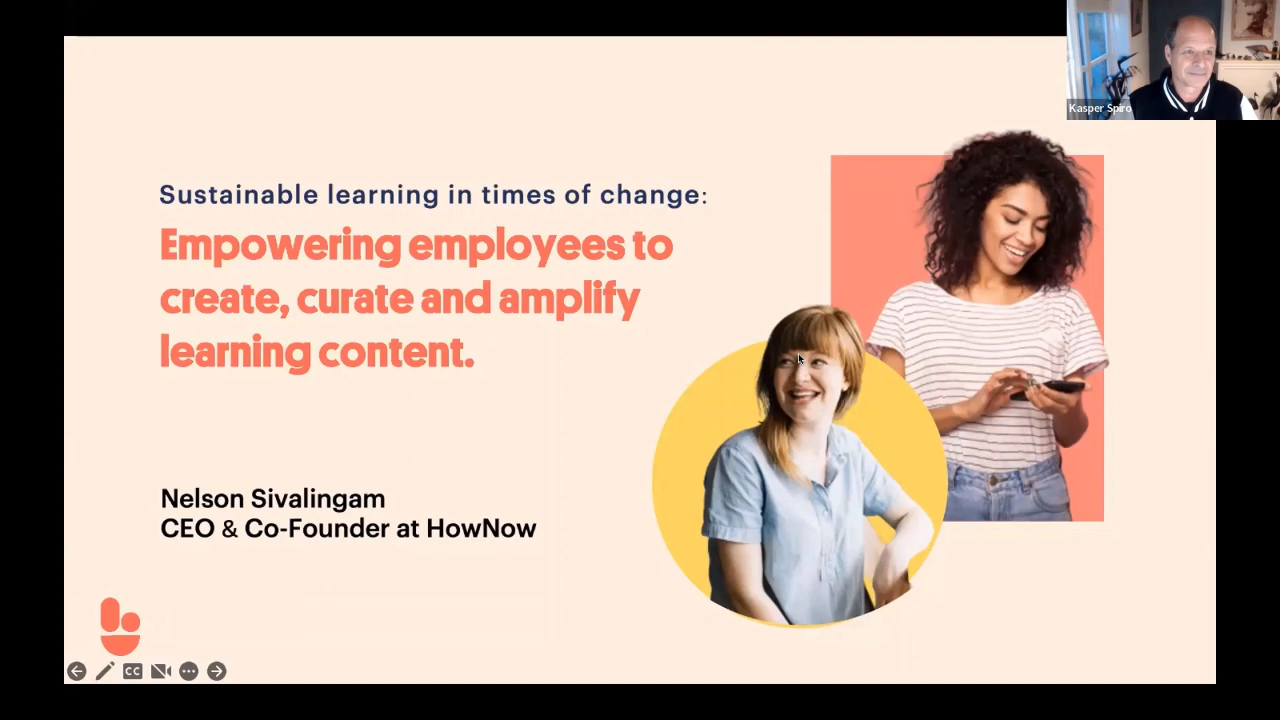 Kasper Spiro
Sustainable learning in times of change:
Empowering employees to
create, curate and amplify
learning content.
Nelson Sivalingam
CEO & Co-Founder at HowNow
CC